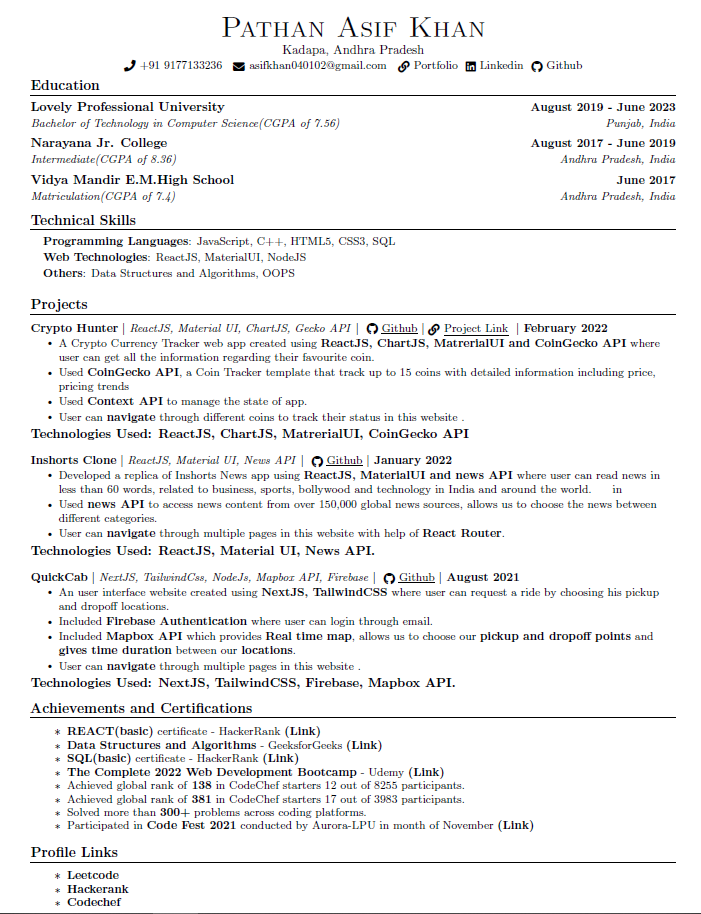 Pathan Asif Khan
Kadapa, Andhra Pradesh
+91 9177133236 asifkhan040102@gmail.com Portfolio Linkedin Github
Education
Lovely Professional University August 2019 - June 2023
Bachelor of Technology in Computer Science(CGPA of 7.56) Punjab, India
Narayana Jr. College August 2017 - June 2019
Intermediate(CGPA of 8.36) Andhra Pradesh, India
Vidya Mandir E.M.High School June 2017
Matriculation(CGPA of 7.4) Andhra Pradesh, India
Technical Skills
Programming Languages: JavaScript, C++, HTML5, CSS3, SQL
Web Technologies: ReactJS, MaterialUI, NodeJS
Others: Data Structures and Algorithms, OOPS
Projects
Crypto Hunter | ReactJS, Material UI, ChartJS, Gecko API | Github | Project Link | February 2022
• A Crypto Currency Tracker web app created using ReactJS, ChartJS, MatrerialUI and CoinGecko API where
user can get all the information regarding their favourite coin.
• Used CoinGecko API, a Coin Tracker template that track up to 15 coins with detailed information including price,
pricing trends
• Used Context API to manage the state of app.
• User can navigate through different coins to track their status in this website .
Technologies Used: ReactJS, ChartJS, MatrerialUI, CoinGecko API
Inshorts Clone | ReactJS, Material UI, News API | Github | January 2022
• Developed a replica of Inshorts News app using ReactJS, MaterialUI and news API where user can read news in
less than 60 words, related to business, sports, bollywood and technology in India and around the world. in
• Used news API to access news content from over 150,000 global news sources, allows us to choose the news between
different categories.
• User can navigate through multiple pages in this website with help of React Router.
Technologies Used: ReactJS, Material UI, News API.
QuickCab | NextJS, TailwindCss, NodeJs, Mapbox API, Firebase | Github | August 2021
• An user interface website created using NextJS, TailwindCSS where user can request a ride by choosing his pickup
and dropoff locations.
• Included Firebase Authentication where user can login through email.
• Included Mapbox API which provides Real time map, allows us to choose our pickup and dropoff points and
gives time duration between our locations.
• User can navigate through multiple pages in this website .
Technologies Used: NextJS, TailwindCSS, Firebase, Mapbox API.
Achievements and Certifications
* REACT(basic) certificate - HackerRank (Link)
* Data Structures and Algorithms - GeeksforGeeks (Link)
* SQL(basic) certificate - HackerRank (Link)
* The Complete 2022 Web Development Bootcamp - Udemy (Link)
* Achieved global rank of 138 in CodeChef starters 12 out of 8255 participants.
* Achieved global rank of 381 in CodeChef starters 17 out of 3983 participants.
* Solved more than 300+ problems across coding platforms.
* Participated in Code Fest 2021 conducted by Aurora-LPU in month of November (Link)
Profile Links
* Leetcode
* Hackerank
* Codechef